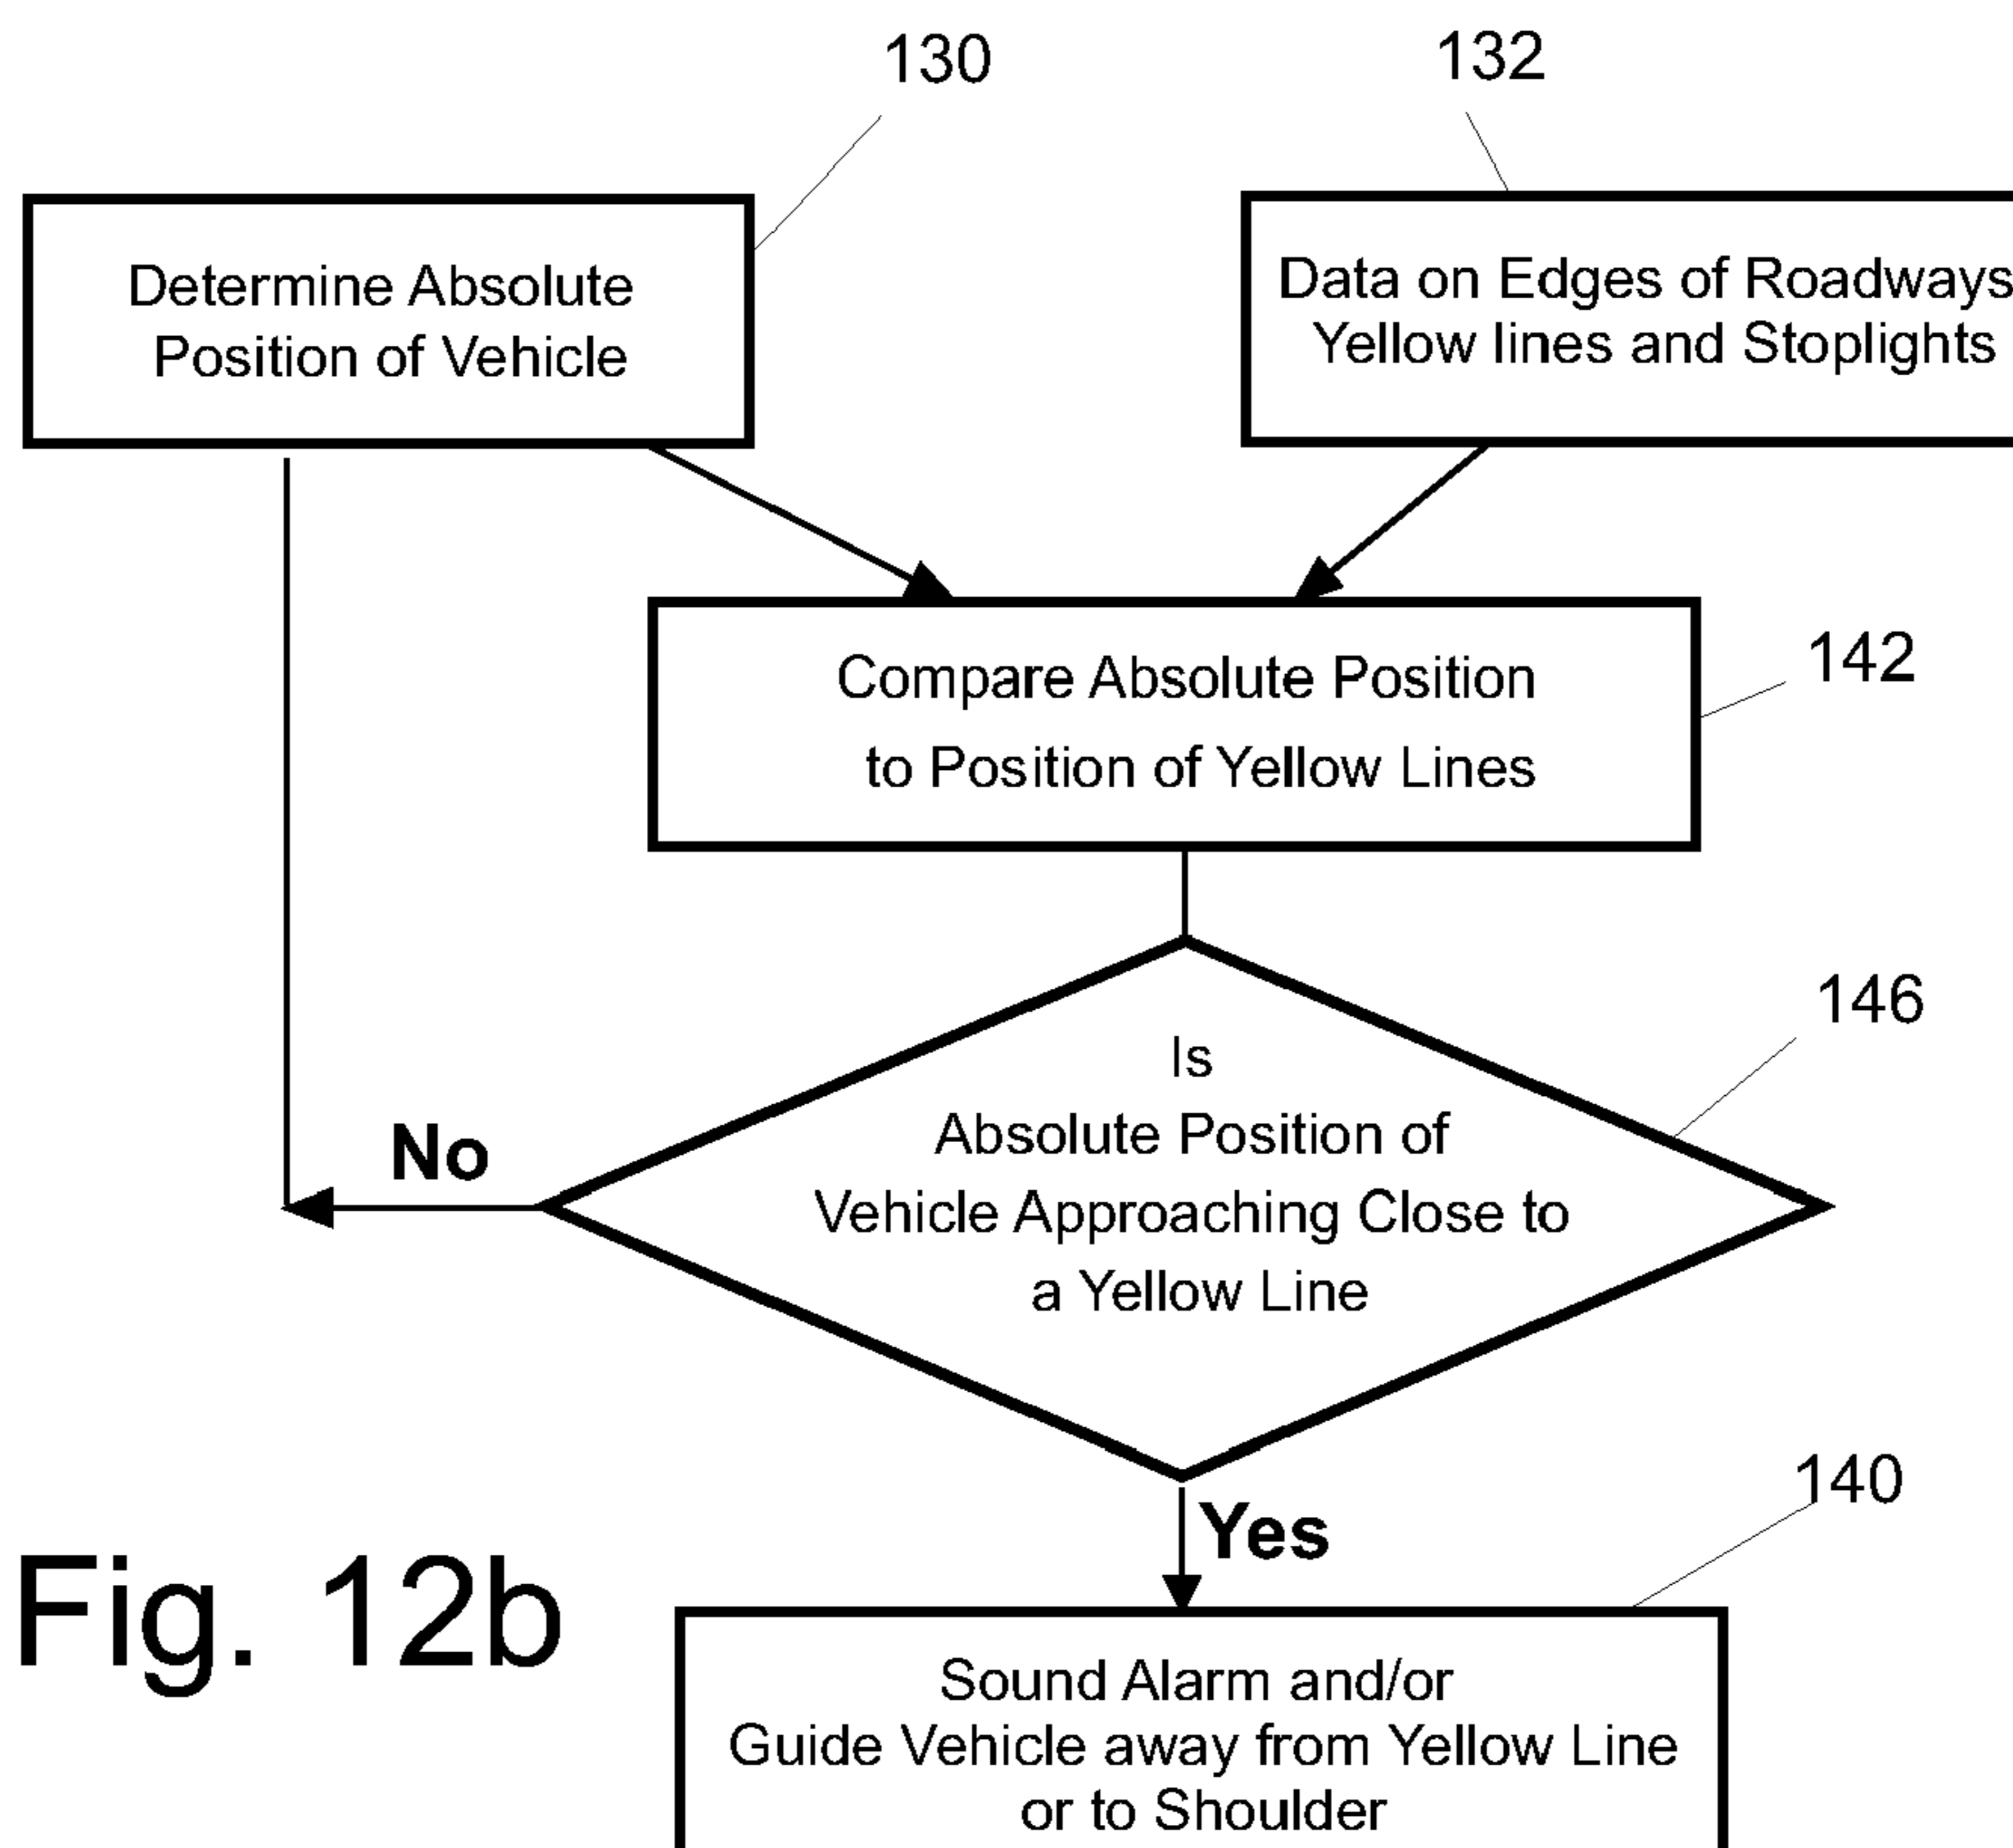 130
132
Determine Absolute
Position of Vehicle
Data on Edges of Roadways
Yellow lines and Stoplights
Compare Absolute Position
to Position of Yellow Lines
142
146
Is
Absolute Position of
Vehicle Approaching Close to
a Yellow Line
No
Yes
140
Sound Alarm and/or
Guide Vehicle away from Yellow Line
or to Shoulder
Fig. 12b